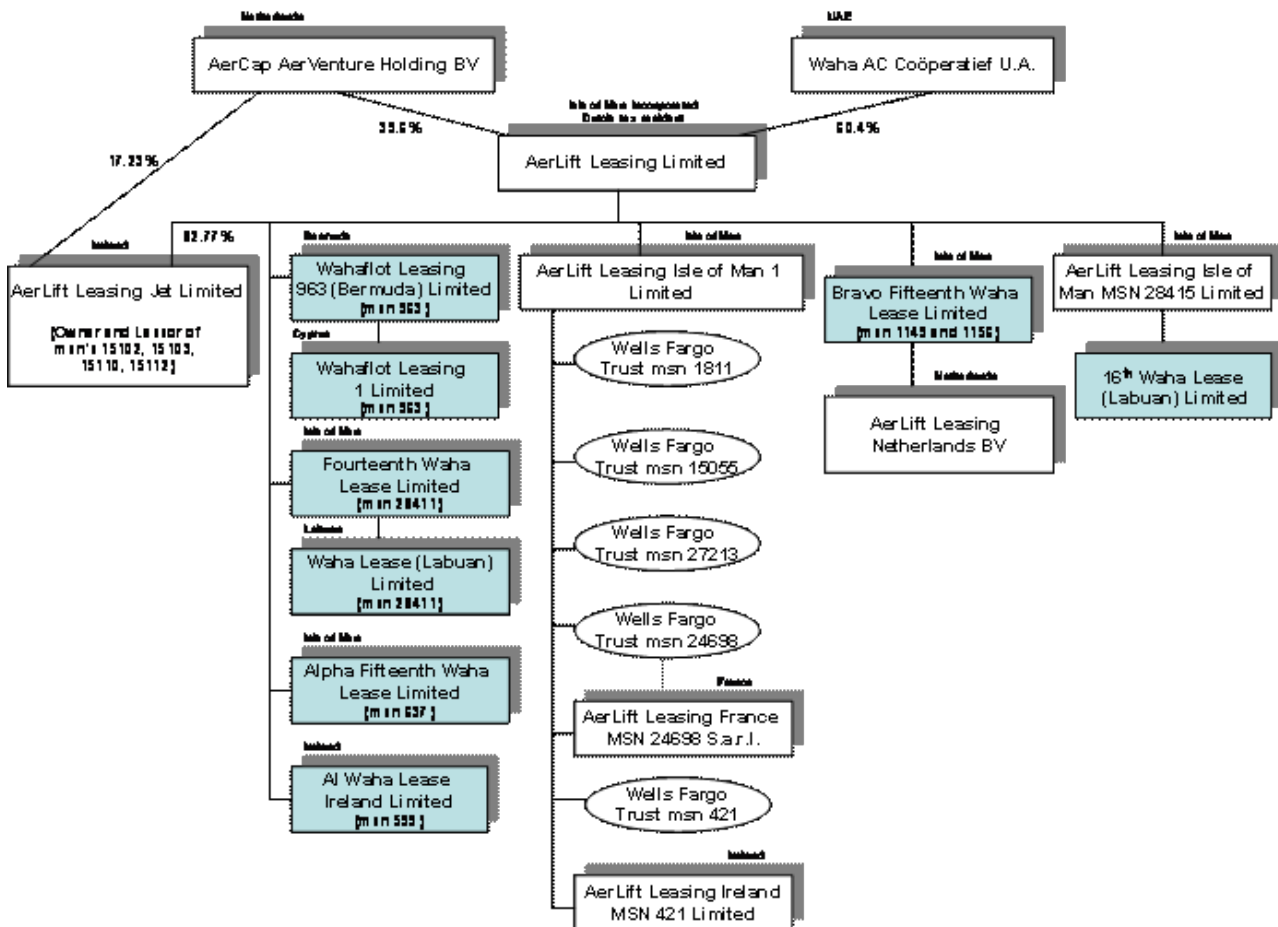 Netherlands
UAE
AerCap AerVenture Holding BV
Waha AC Coöperatief U.A.
Isle of Man Incorporated
Dutch tax resident
39.6%
60.4%
17.23%
AerLift Leasing Limited
82.77%
Ireland
Bermuda
Isle of Man
Isle of Man
Isle of Man
AerLift Leasing Jet Limited
[Owner and Lessor of
msn's 15102, 15103,
15110, 15112]
Wahaflot Leasing
963 (Bermuda) Limited
[msn 963]
AerLift Leasing Isle of Man 1
Limited
Bravo Fifteenth Waha
Lease Limited
[msn 1149 and 1156]
AerLift Leasing Isle of
Man MSN 28415 Limited
Cyprus
Wahaflot Leasing
1 Limited
[msn 963]
Wells Fargo
Trust msn 1811
Netherlands
AerLift Leasing
Netherlands BV
16th Waha Lease
(Labuan) Limited
Isle of Man
Fourteenth Waha
Lease Limited
[msn 28411]
Wells Fargo
Trust msn 15055
Labuan
Waha Lease (Labuan)
Limited
[msn 28411]
Wells Fargo
Trust msn 27213
Wells Fargo
Trust msn 24698
Isle of Man
Alpha Fifteenth Waha
Lease Limited
[msn 637]
France
AerLift Leasing France
MSN 24698 S.a.r.l.
Ireland
Al Waha Lease
Ireland Limited
Wells Fargo
Trust msn 421
Ireland
AerLift Leasing Ireland
MSN 421 Limited